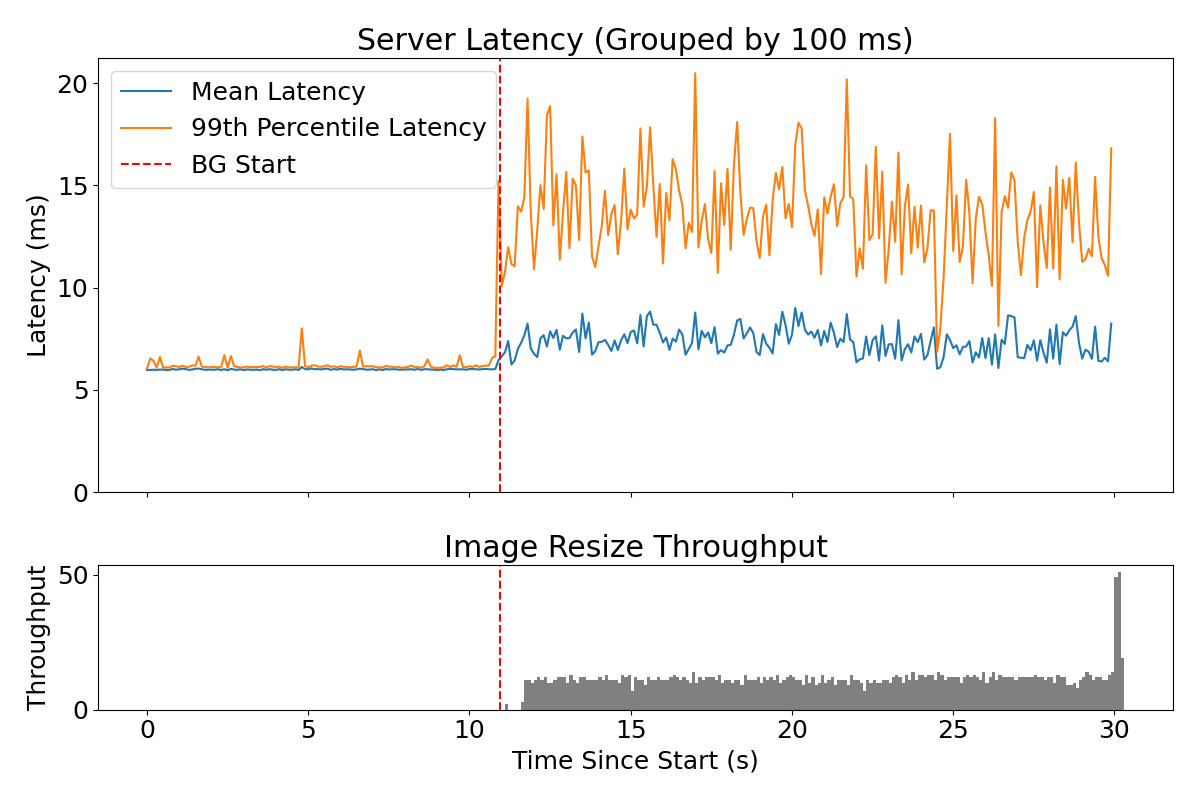 Server Latency (Grouped by 100 ms)
20
15
10
5
0
Latency (ms)
Mean Latency
99th Percentile Latency
BG Start
Image Resize Throughput
50
0
Throughput
0 5 10 15 20 25 30
Time Since Start (s)